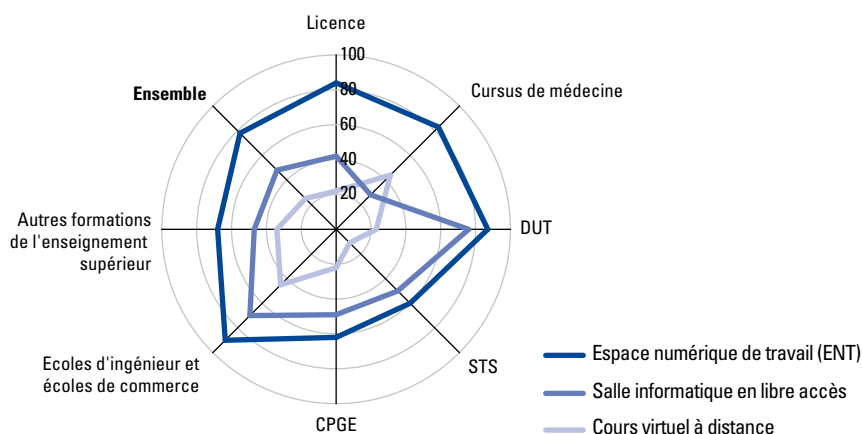 Licence
100
80
60
40
20
Cursus de médecine
DUT
STS
CPGE
Ecoles d'ingénieur et
écoles de commerce
Autres formations
de l'enseignement
supérieur
Ensemble
Espace numérique de travail (ENT)
Salle informatique en libre accès
Cours virtuel à distance